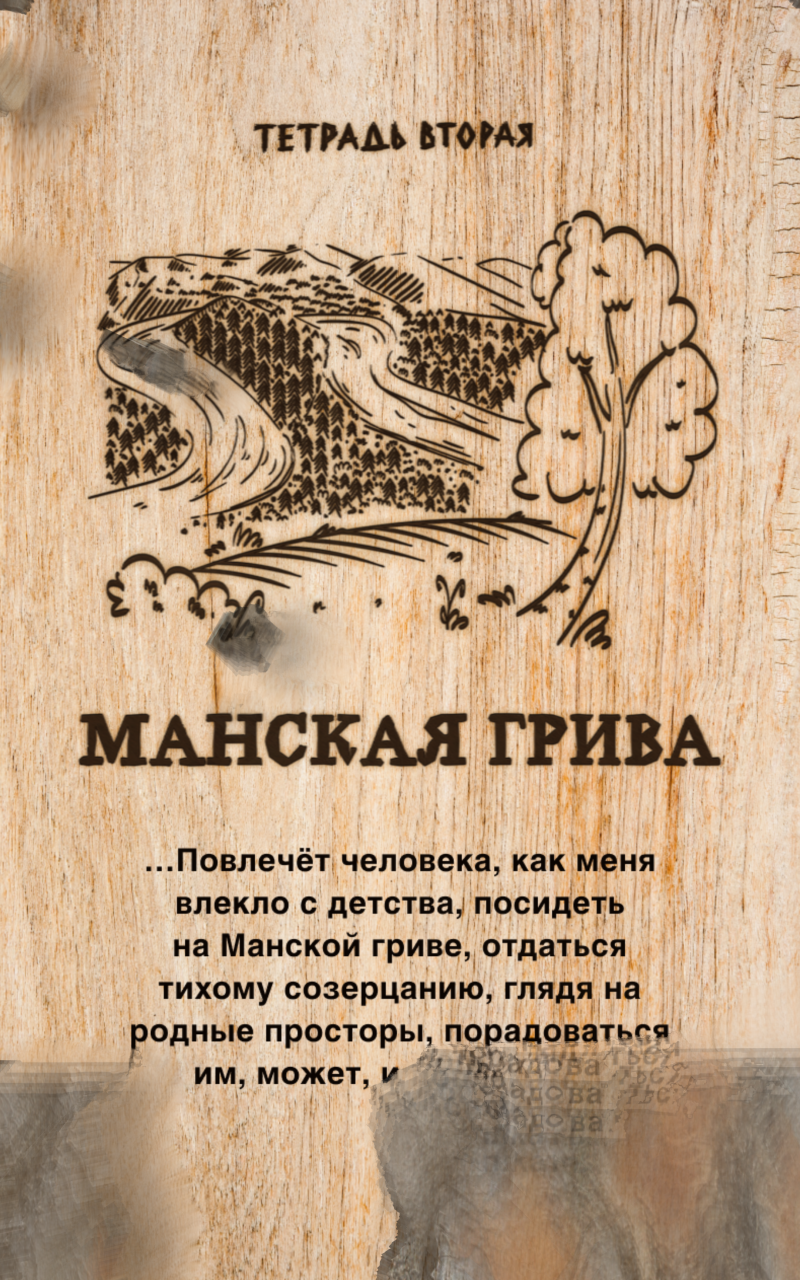 ТЕТРАДЬ ВТОРАЯ
МАНСКАЯ ГРИВА
...Повлечёт человека, как меня
влекло с детства, посидеть
на Манской гриве, отдаться
тихому созерцанию, глядя на
родные просторы, порадоваться
им, может, и